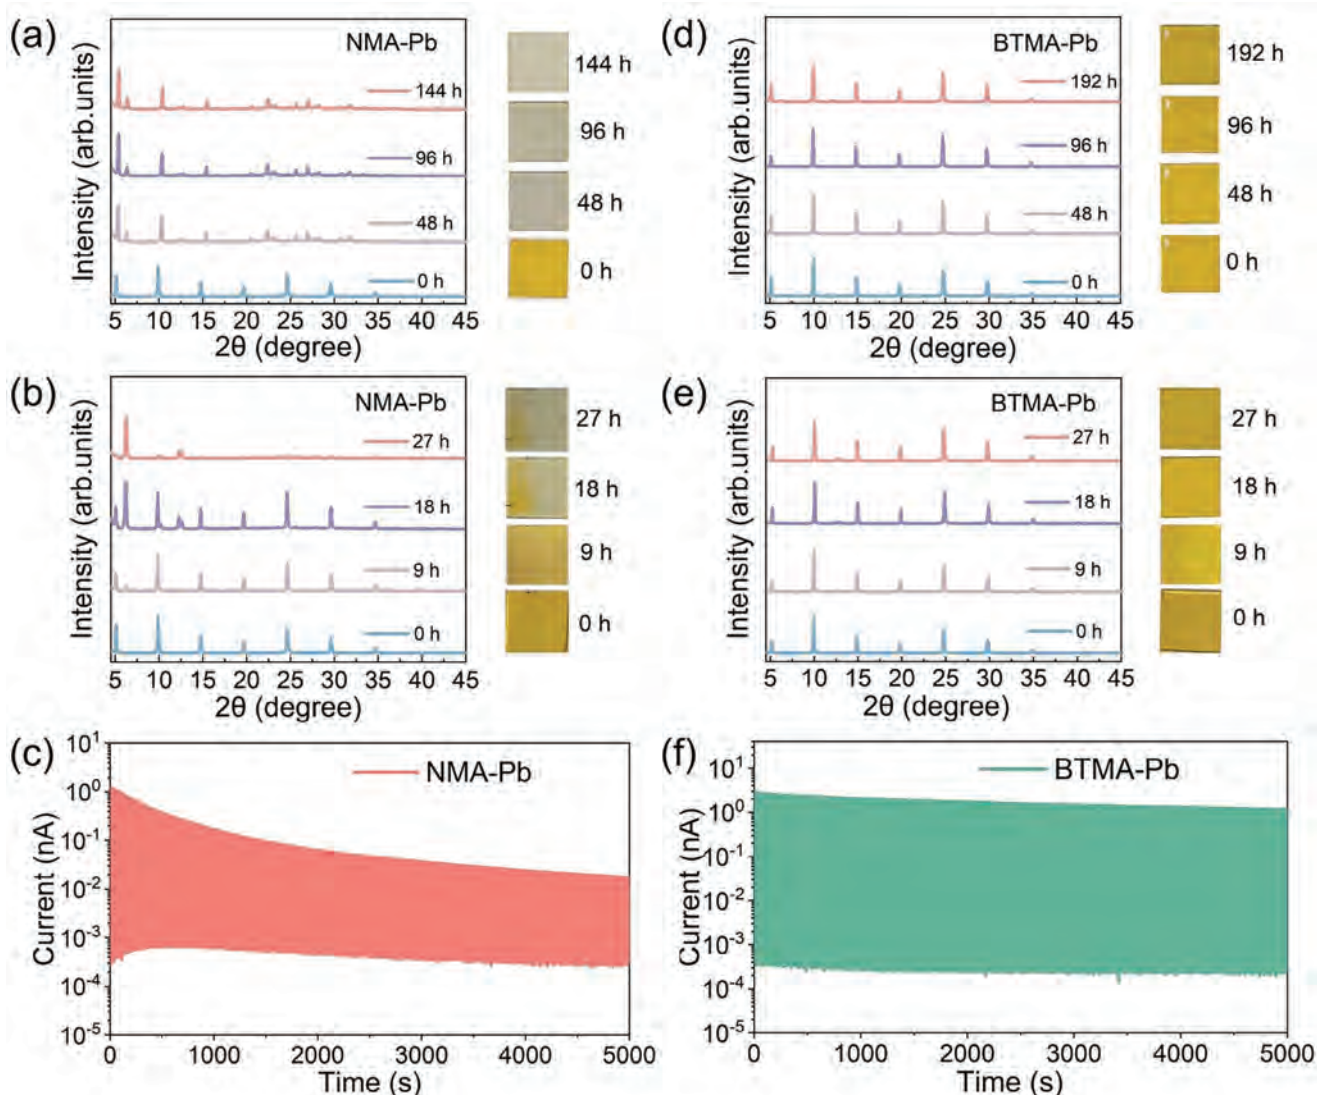 (a)
NMA-Pb
Intensity (arb.units)
144 h
96 h
48 h
0 h
5 10 15 20 25 30 35 40 45
2θ (degree)
144 h
96 h
48 h
0 h
(d)
BTMA-Pb
Intensity (arb.units)
192 h
96 h
48 h
0 h
5 10 15 20 25 30 35 40 45
2θ (degree)
192 h
96 h
48 h
0 h
(b)
NMA-Pb
Intensity (arb.units)
27 h
18 h
9 h
0 h
5 10 15 20 25 30 35 40 45
2θ (degree)
27 h
18 h
9 h
0 h
(e)
BTMA-Pb
Intensity (arb.units)
27 h
18 h
9 h
0 h
5 10 15 20 25 30 35 40 45
2θ (degree)
27 h
18 h
9 h
0 h
(c)
NMA-Pb
Current (nA)
10¹
10⁰
10⁻¹
10⁻²
10⁻³
10⁻⁴
10⁻⁵
0 1000 2000 3000 4000 5000
Time (s)
(f)
BTMA-Pb
Current (nA)
10¹
10⁰
10⁻¹
10⁻²
10⁻³
10⁻⁴
10⁻⁵
0 1000 2000 3000 4000 5000
Time (s)